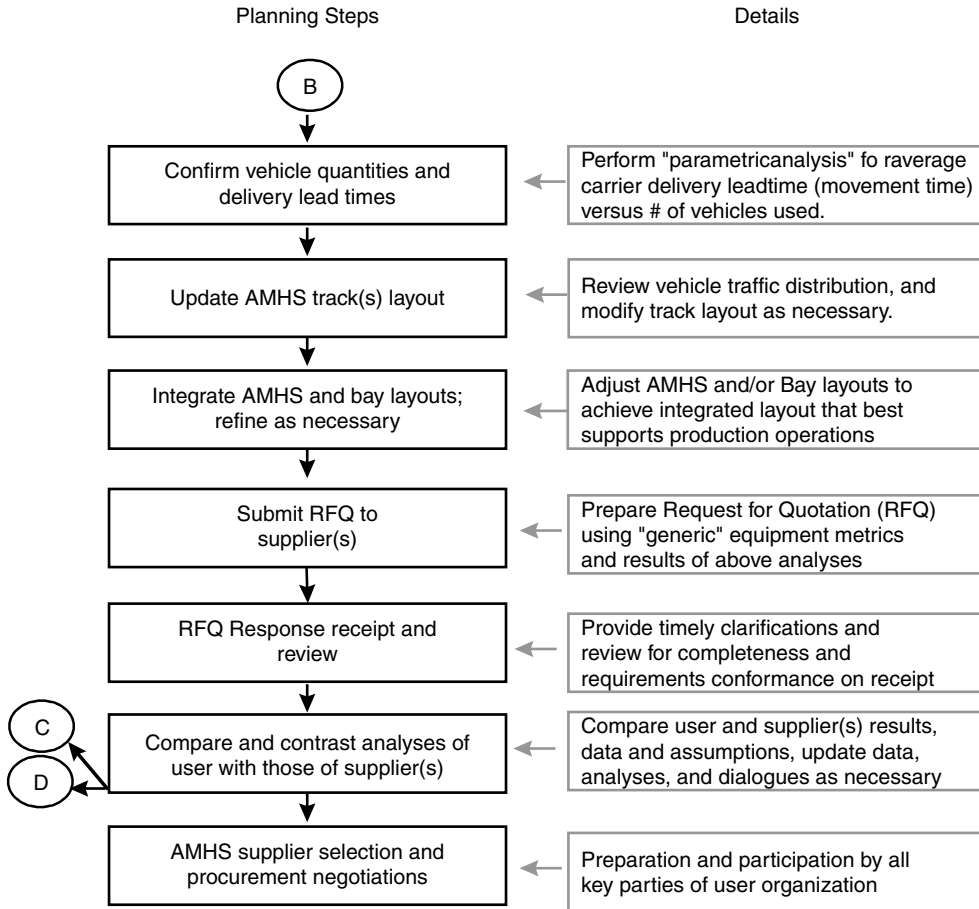 Planning Steps
Details
B
Confirm vehicle quantities and
delivery lead times
Perform "parametricanalysis" fo raverage
carrier delivery leadtime (movement time)
versus # of vehicles used.
Update AMHS track(s) layout
Review vehicle traffic distribution, and
modify track layout as necessary.
Integrate AMHS and bay layouts;
refine as necessary
Adjust AMHS and/or Bay layouts to
achieve integrated layout that best
supports production operations
Submit RFQ to
supplier(s)
Prepare Request for Quotation (RFQ)
using "generic" equipment metrics
and results of above analyses
RFQ Response receipt and
review
Provide timely clarifications and
review for completeness and
requirements conformance on receipt
C
D
Compare and contrast analyses of
user with those of supplier(s)
Compare user and supplier(s) results,
data and assumptions, update data,
analyses, and dialogues as necessary
AMHS supplier selection and
procurement negotiations
Preparation and participation by all
key parties of user organization